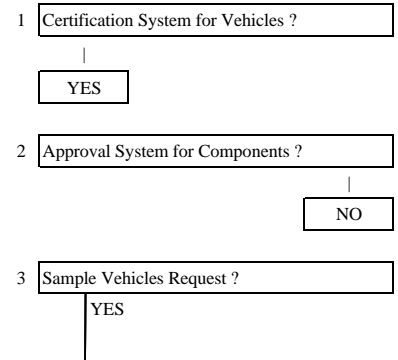 1 Certification System for Vehicles ?
YES
2 Approval System for Components ?
NO
3 Sample Vehicles Request ?
YES